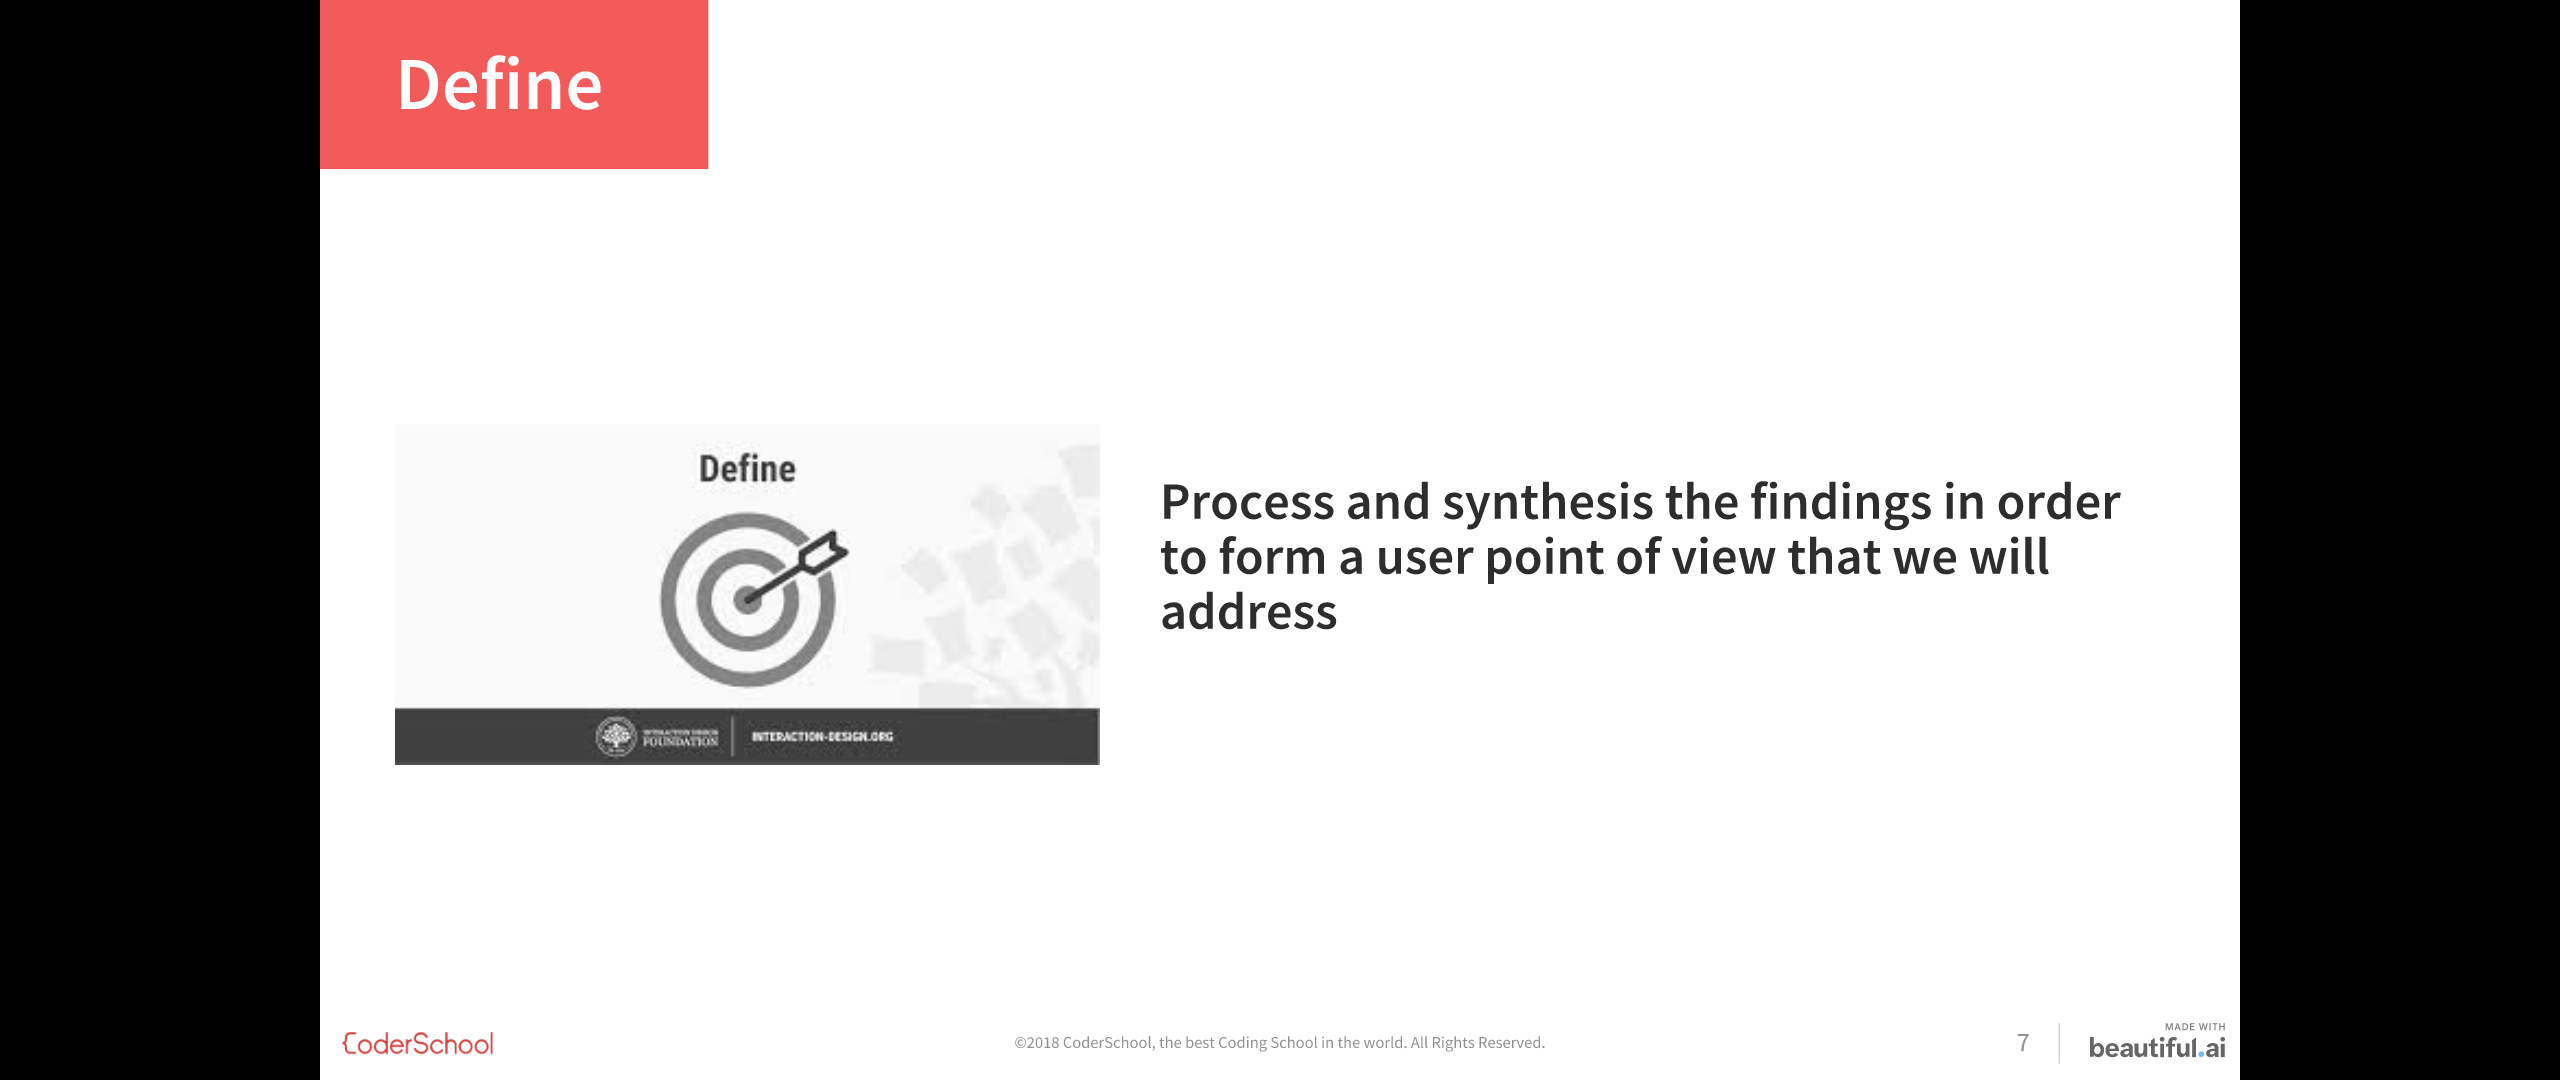 Define
Define
INTERACTION DESIGN
FOUNDATION
INTERACTION-DESIGN.ORG
Process and synthesis the findings in order
to form a user point of view that we will
address
CoderSchool
©2018 CoderSchool, the best Coding School in the world. All Rights Reserved.
7
MADE WITH
beautiful.ai